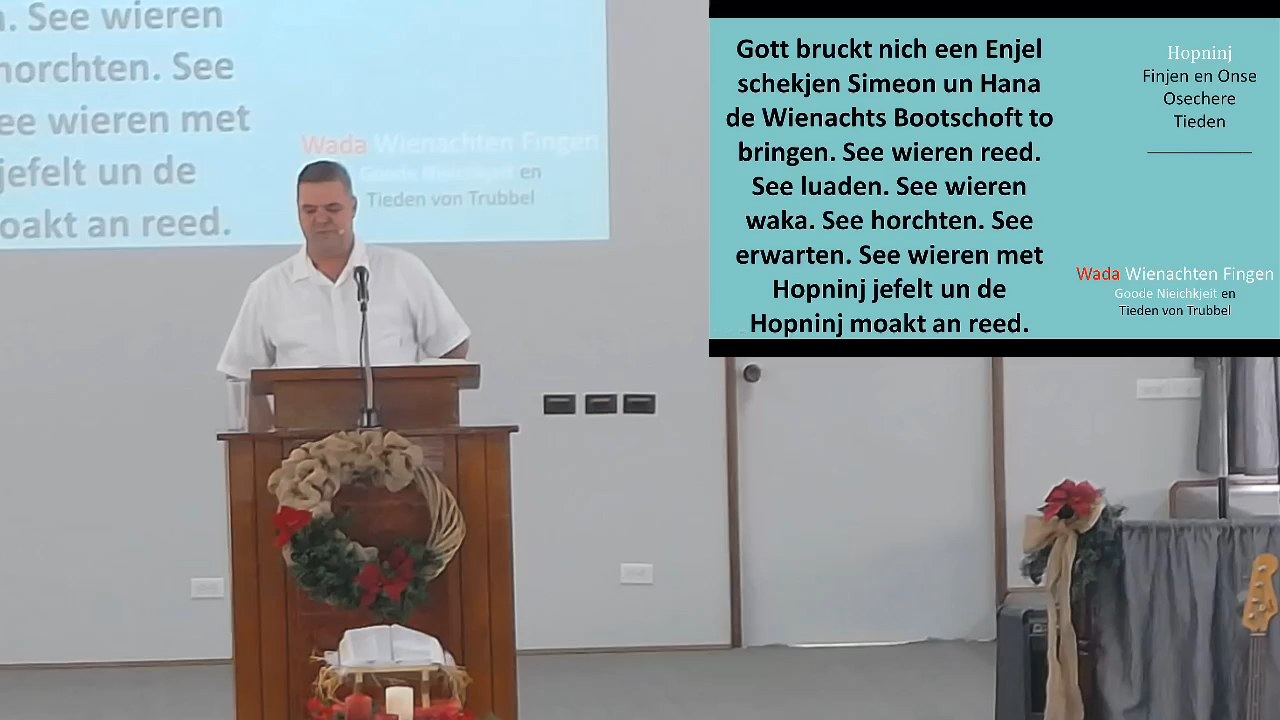 . See wieren
horchten. See
ee wieren met
jefelt un de
oakt an reed.
Wada Wienachten Fingen
Goode Nieichkjeit en
Tieden von Trubbel
Gott bruckt nich een Enjel
schekjen Simeon un Hana
de Wienachts Bootschoft to
bringen. See wieren reed.
See luaden. See wieren
waka. See horchten. See
erwarten. See wieren met
Hopninj jefelt un de
Hopninj moakt an reed.
Hopninj
Finjen en Onse
Osechere
Tieden
Wada Wienachten Fingen
Goode Nieichkjeit en
Tieden von Trubbel